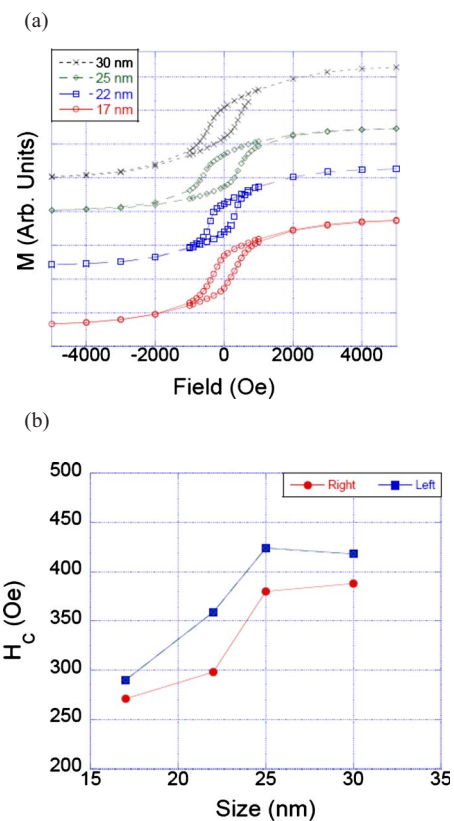 (a)
30 nm
25 nm
22 nm
17 nm
M (Arb. Units)
-4000 -2000 0 2000 4000
Field (Oe)
(b)
500
450
400
350
300
250
200
Right Left
H_C (Oe)
15 20 25 30 35
Size (nm)